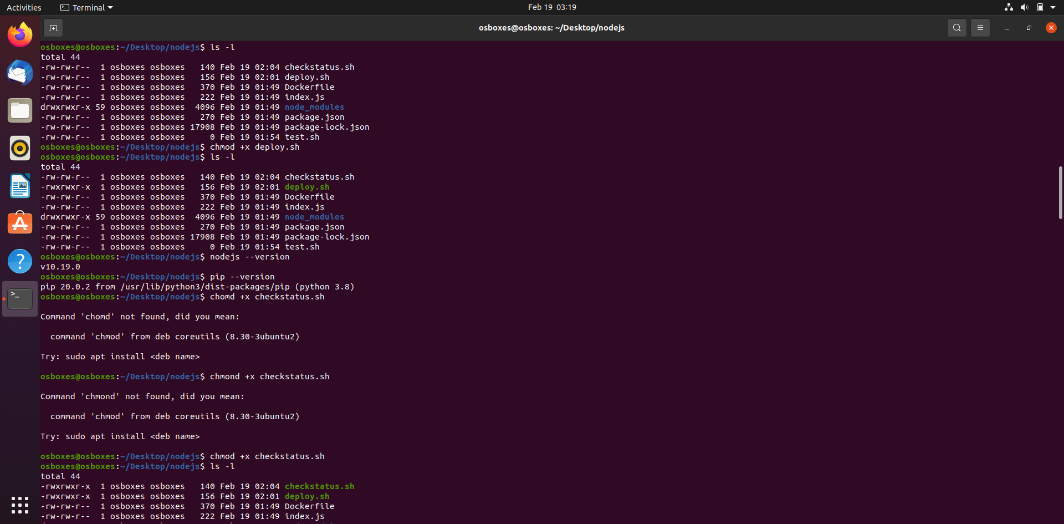 Activities Terminal Feb 19 03:19
osboxes@osboxes: ~/Desktop/nodejs
osboxes@osboxes:~/Desktop/nodejs$ ls -l
total 44
-rw-rw-r-- 1 osboxes osboxes 140 Feb 19 02:04 checkstatus.sh
-rw-rw-r-- 1 osboxes osboxes 156 Feb 19 02:01 deploy.sh
-rw-rw-r-- 1 osboxes osboxes 370 Feb 19 01:49 Dockerfile
-rw-rw-r-- 1 osboxes osboxes 222 Feb 19 01:49 index.js
drwxrwxr-x 59 osboxes osboxes 4096 Feb 19 01:49 node_modules
-rw-rw-r-- 1 osboxes osboxes 270 Feb 19 01:49 package.json
-rw-rw-r-- 1 osboxes osboxes 17908 Feb 19 01:49 package-lock.json
-rw-rw-r-- 1 osboxes osboxes 0 Feb 19 01:54 test.sh
osboxes@osboxes:~/Desktop/nodejs$ chmod +x deploy.sh
osboxes@osboxes:~/Desktop/nodejs$ ls -l
total 44
-rw-rw-r-- 1 osboxes osboxes 140 Feb 19 02:04 checkstatus.sh
-rwxrwxr-x 1 osboxes osboxes 156 Feb 19 02:01 deploy.sh
-rw-rw-r-- 1 osboxes osboxes 370 Feb 19 01:49 Dockerfile
-rw-rw-r-- 1 osboxes osboxes 222 Feb 19 01:49 index.js
drwxrwxr-x 59 osboxes osboxes 4096 Feb 19 01:49 node_modules
-rw-rw-r-- 1 osboxes osboxes 270 Feb 19 01:49 package.json
-rw-rw-r-- 1 osboxes osboxes 17908 Feb 19 01:49 package-lock.json
-rw-rw-r-- 1 osboxes osboxes 0 Feb 19 01:54 test.sh
osboxes@osboxes:~/Desktop/nodejs$ nodejs --version
v10.19.0
osboxes@osboxes:~/Desktop/nodejs$ pip --version
pip 20.0.2 from /usr/lib/python3/dist-packages/pip (python 3.8)
osboxes@osboxes:~/Desktop/nodejs$ chomd +x checkstatus.sh
Command 'chomd' not found, did you mean:
command 'chmod' from deb coreutils (8.30-3ubuntu2)
Try: sudo apt install <deb name>
osboxes@osboxes:~/Desktop/nodejs$ chmond +x checkstatus.sh
Command 'chmond' not found, did you mean:
command 'chmod' from deb coreutils (8.30-3ubuntu2)
Try: sudo apt install <deb name>
osboxes@osboxes:~/Desktop/nodejs$ chmod +x checkstatus.sh
osboxes@osboxes:~/Desktop/nodejs$ ls -l
total 44
-rwxrwxr-x 1 osboxes osboxes 140 Feb 19 02:04 checkstatus.sh
-rwxrwxr-x 1 osboxes osboxes 156 Feb 19 02:01 deploy.sh
-rw-rw-r-- 1 osboxes osboxes 370 Feb 19 01:49 Dockerfile
-rw-rw-r-- 1 osboxes osboxes 222 Feb 19 01:49 index.js